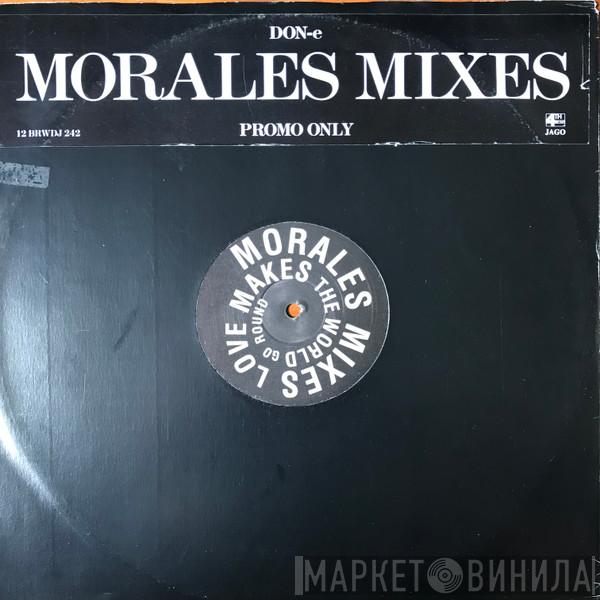 DON-e
MORALES MIXES
12 BRWDJ 242
PROMO ONLY
4TH
JAGO
MORALES MIXES LOVE MAKES
THE WORLD GO ROUND
МАРКЕТ ВИНИЛА